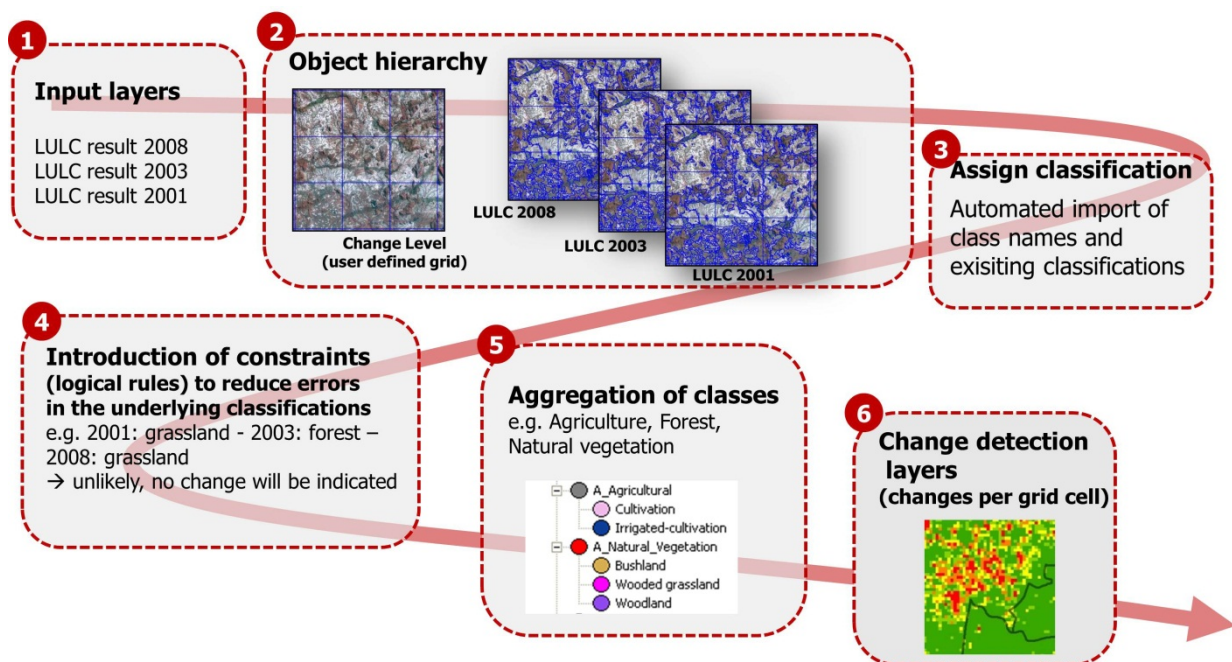 1
Input layers
LULC result 2008
LULC result 2003
LULC result 2001
2
Object hierarchy
Change Level
(user defined grid)
LULC 2008
LULC 2003
LULC 2001
3
Assign classification
Automated import of
class names and
exisiting classifications
4
Introduction of constraints
(logical rules) to reduce errors
in the underlying classifications
e.g. 2001: grassland - 2003: forest –
2008: grassland
→ unlikely, no change will be indicated
5
Aggregation of classes
e.g. Agriculture, Forest,
Natural vegetation
A_Agricultural
Cultivation
Irrigated-cultivation
A_Natural_Vegetation
Bushland
Wooded grassland
Woodland
6
Change detection
layers
(changes per grid cell)